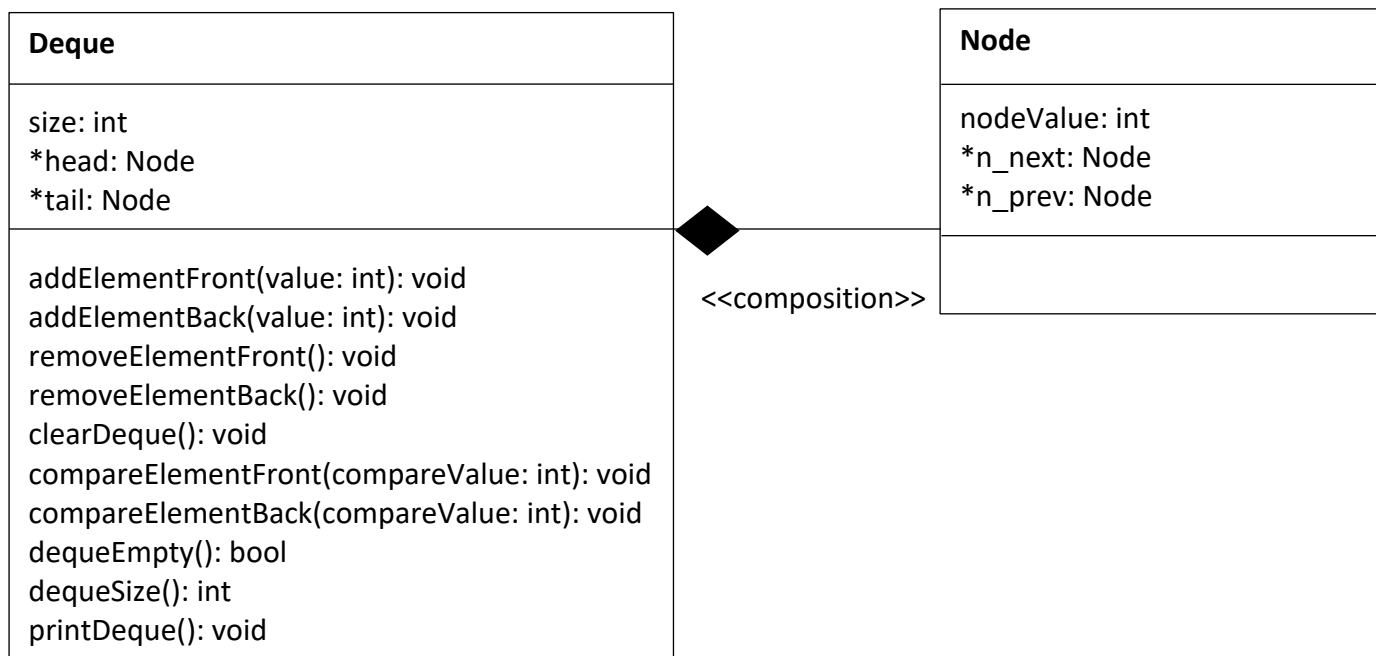 Deque
size: int
*head: Node
*tail: Node
addElementFront(value: int): void
addElementBack(value: int): void
removeElementFront(): void
removeElementBack(): void
clearDeque(): void
compareElementFront(compareValue: int): void
compareElementBack(compareValue: int): void
dequeEmpty(): bool
dequeSize(): int
printDeque(): void
<<composition>>
Node
nodeValue: int
*n_next: Node
*n_prev: Node